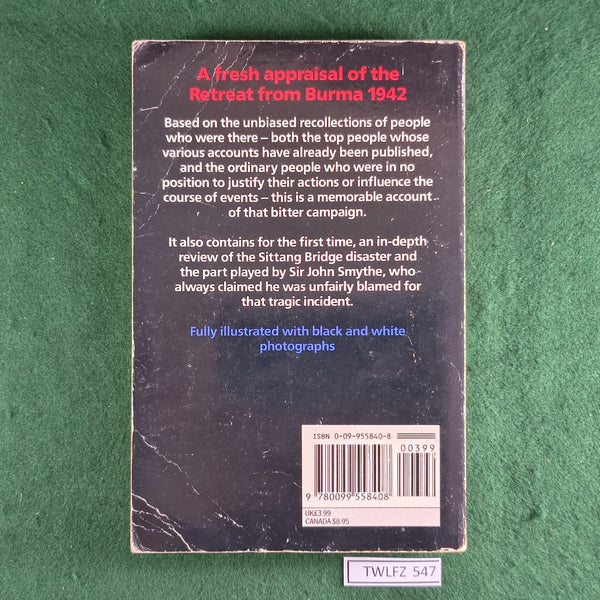 A fresh appraisal of the
Retreat from Burma 1942
Based on the unbiased recollections of people
who were there – both the top people whose
various accounts have already been published,
and the ordinary people who were in no
position to justify their actions or influence the
course of events – this is a memorable account
of that bitter campaign.
It also contains for the first time, an in-depth
review of the Sittang Bridge disaster and
the part played by Sir John Smythe, who
always claimed he was unfairly blamed for
that tragic incident.
Fully illustrated with black and white
photographs
ISBN 0-09-955840-8
00399
9 780099 558408
UK£3.99
CANADA $8.95
TWLFZ 547